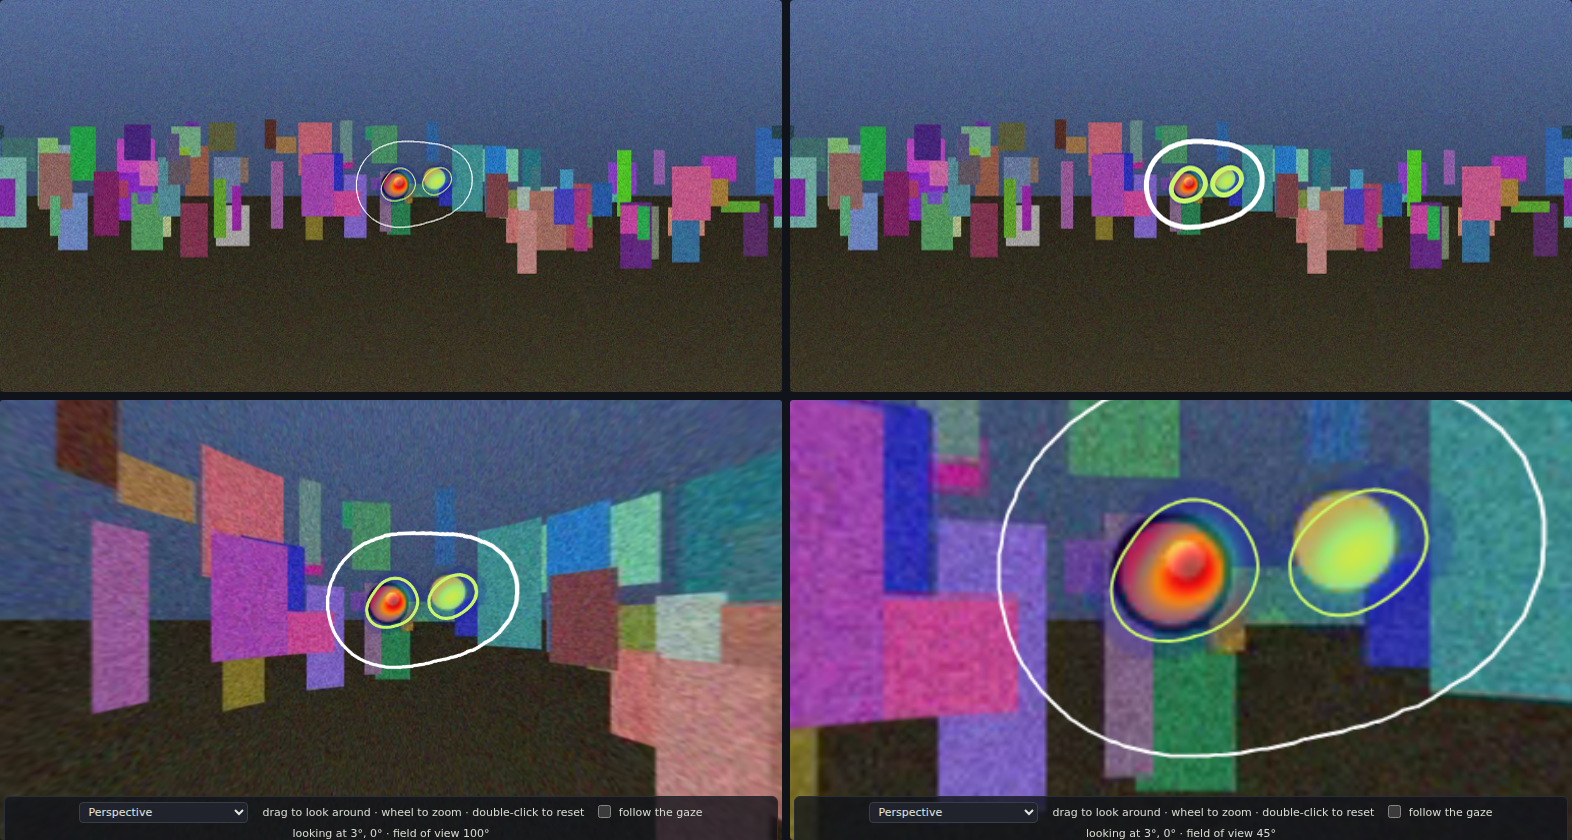 Perspective drag to look around · wheel to zoom · double-click to reset follow the gaze
looking at 3°, 0° · field of view 100°
Perspective drag to look around · wheel to zoom · double-click to reset follow the gaze
looking at 3°, 0° · field of view 45°